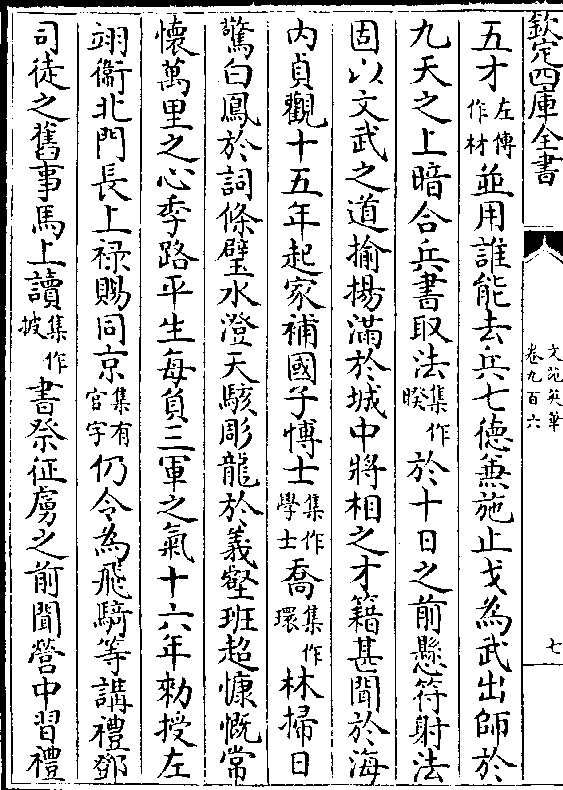 欽定四庫全書
文苑英華
卷九百六
七
五才左傳作材並用誰能去兵七德兼施止戈為武出師於
九天之上暗合兵書取法集作暌於十日之前懸符射法
固以文武之道揄揚滿於城中將相之才籍甚聞於海
内貞觀十五年起家補國子博士集作學士喬集作環林掃日
驚白鳳於詞條璧水澄天駭彫龍於義壑班超慷慨常
懷萬里之心季路平生每負三軍之氣十六年勑授左
翊衞北門長上禄賜同京集有官字仍令為飛騎等講禮鄧
司徒之舊事馬上讀集作披書祭征虜之前聞營中習禮